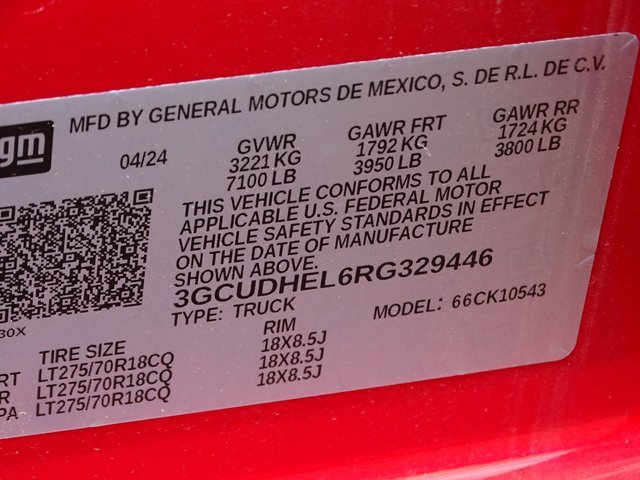 MFD BY GENERAL MOTORS DE MEXICO, S. DE R.L. DE C.V.
gm
04/24
GVWR
3221 KG
7100 LB
GAWR FRT
1792 KG
3950 LB
GAWR RR
1724 KG
3800 LB
THIS VEHICLE CONFORMS TO ALL
APPLICABLE U.S. FEDERAL MOTOR
VEHICLE SAFETY STANDARDS IN EFFECT
ON THE DATE OF MANUFACTURE
SHOWN ABOVE.
3GCUDHEL6RG329446
TYPE: TRUCK
MODEL: 66CK10543
30X
TIRE SIZE
RIM
RT LT275/70R18CQ 18X8.5J
R LT275/70R18CQ 18X8.5J
PA LT275/70R18CQ 18X8.5J